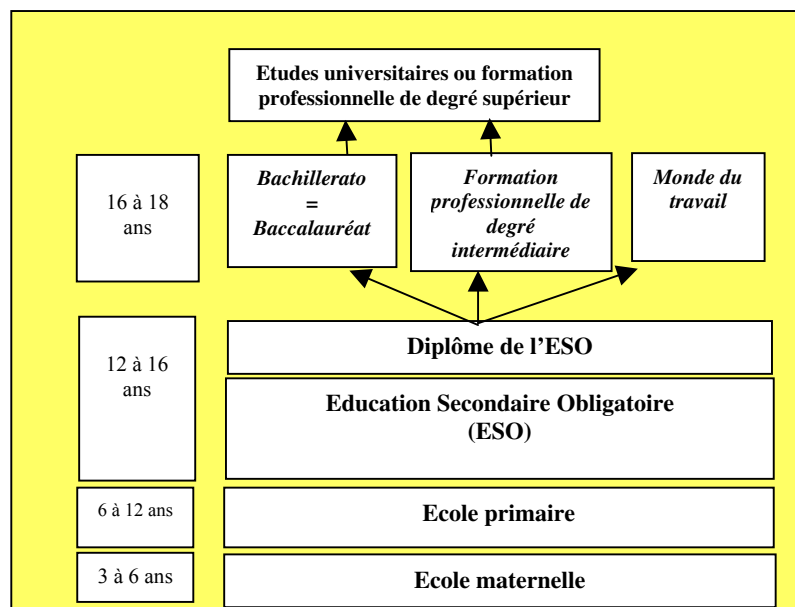 Etudes universitaires ou formation
professionnelle de degré supérieur
16 à 18
ans
Bachillerato
=
Baccalauréat
Formation
professionnelle de
degré
intermédiaire
Monde du
travail
12 à 16
ans
Diplôme de l'ESO
Education Secondaire Obligatoire
(ESO)
6 à 12 ans
Ecole primaire
3 à 6 ans
Ecole maternelle